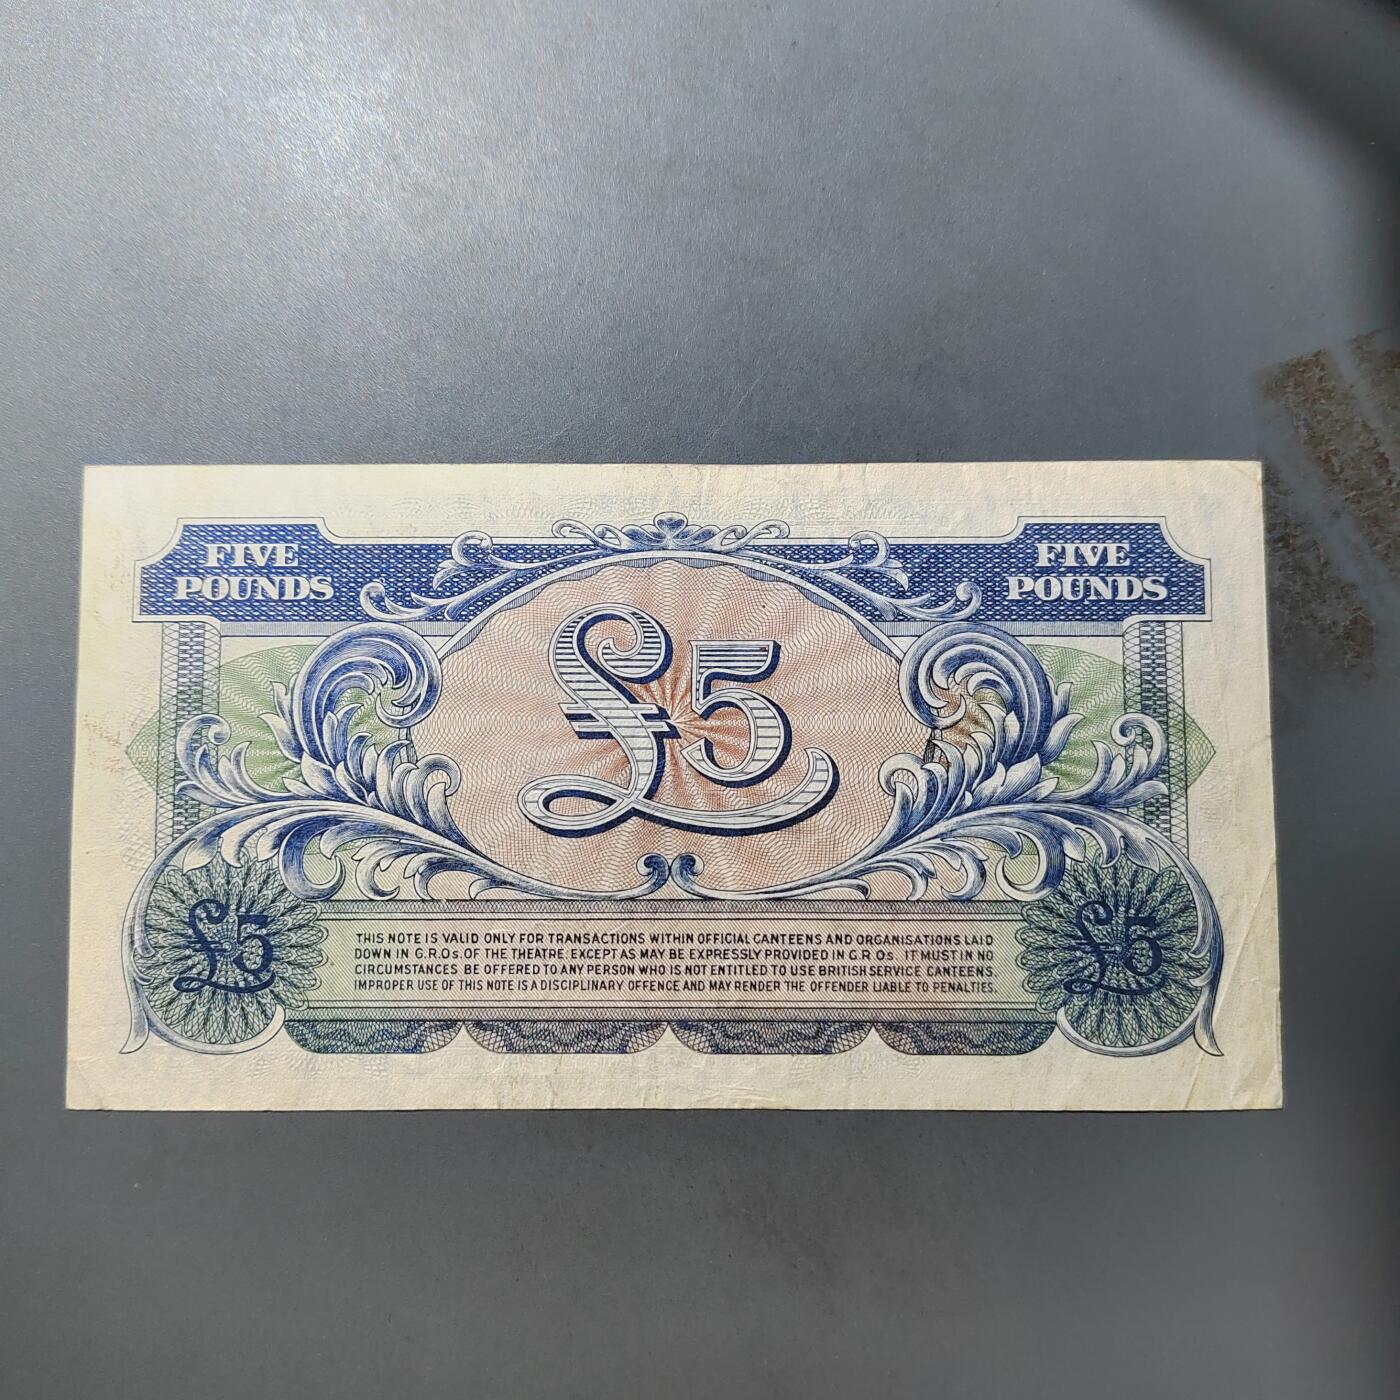 FIVE
POUNDS
FIVE
POUNDS
£5
£5
THIS NOTE IS VALID ONLY FOR TRANSACTIONS WITHIN OFFICIAL CANTEENS AND ORGANISATIONS LAID
DOWN IN G.R.Os. OF THE THEATRE EXCEPT AS MAY BE EXPRESSLY PROVIDED IN G.R.Os. IT MUST IN NO
CIRCUMSTANCES BE OFFERED TO ANY PERSON WHO IS NOT ENTITLED TO USE BRITISH SERVICE CANTEENS.
IMPROPER USE OF THIS NOTE IS A DISCIPLINARY OFFENCE AND MAY RENDER THE OFFENDER LIABLE TO PENALTIES.
£5